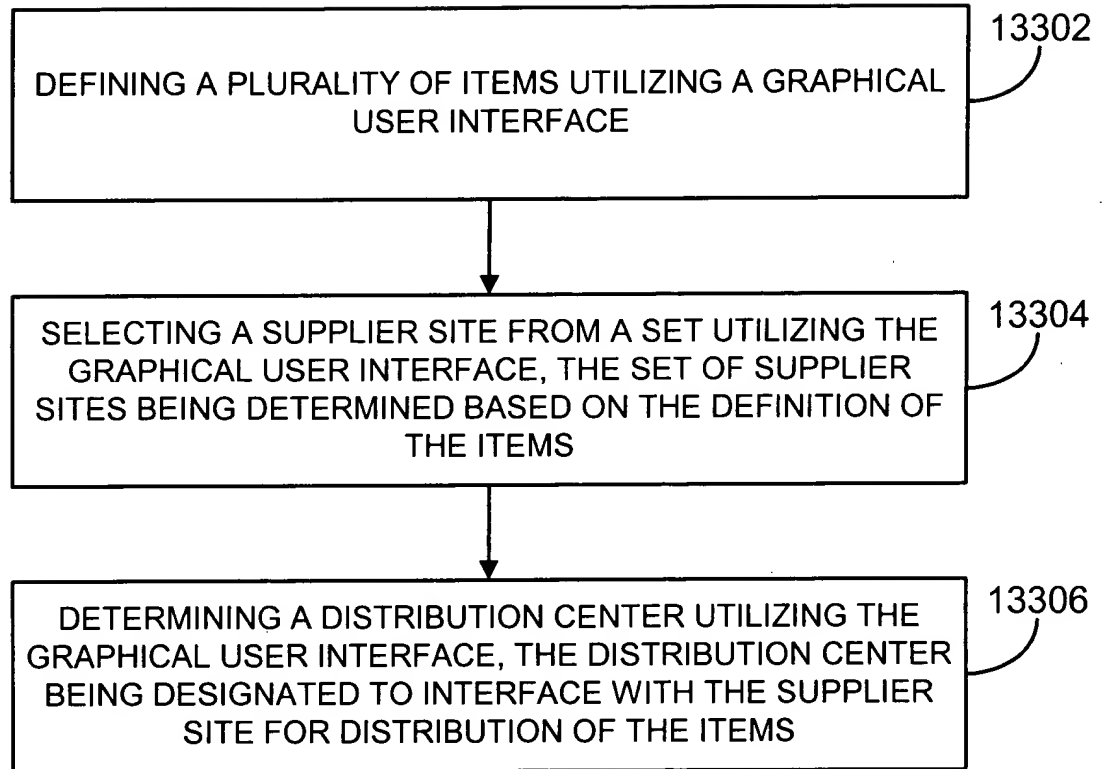 13302
DEFINING A PLURALITY OF ITEMS UTILIZING A GRAPHICAL
USER INTERFACE
13304
SELECTING A SUPPLIER SITE FROM A SET UTILIZING THE
GRAPHICAL USER INTERFACE, THE SET OF SUPPLIER
SITES BEING DETERMINED BASED ON THE DEFINITION OF
THE ITEMS
13306
DETERMINING A DISTRIBUTION CENTER UTILIZING THE
GRAPHICAL USER INTERFACE, THE DISTRIBUTION CENTER
BEING DESIGNATED TO INTERFACE WITH THE SUPPLIER
SITE FOR DISTRIBUTION OF THE ITEMS